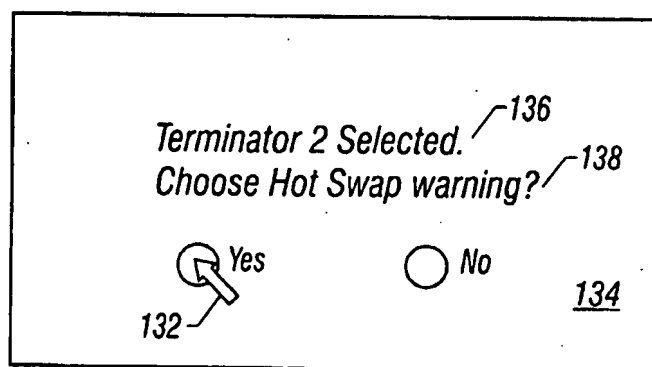 136
Terminator 2 Selected.
138
Choose Hot Swap warning?
Yes
No
132
134